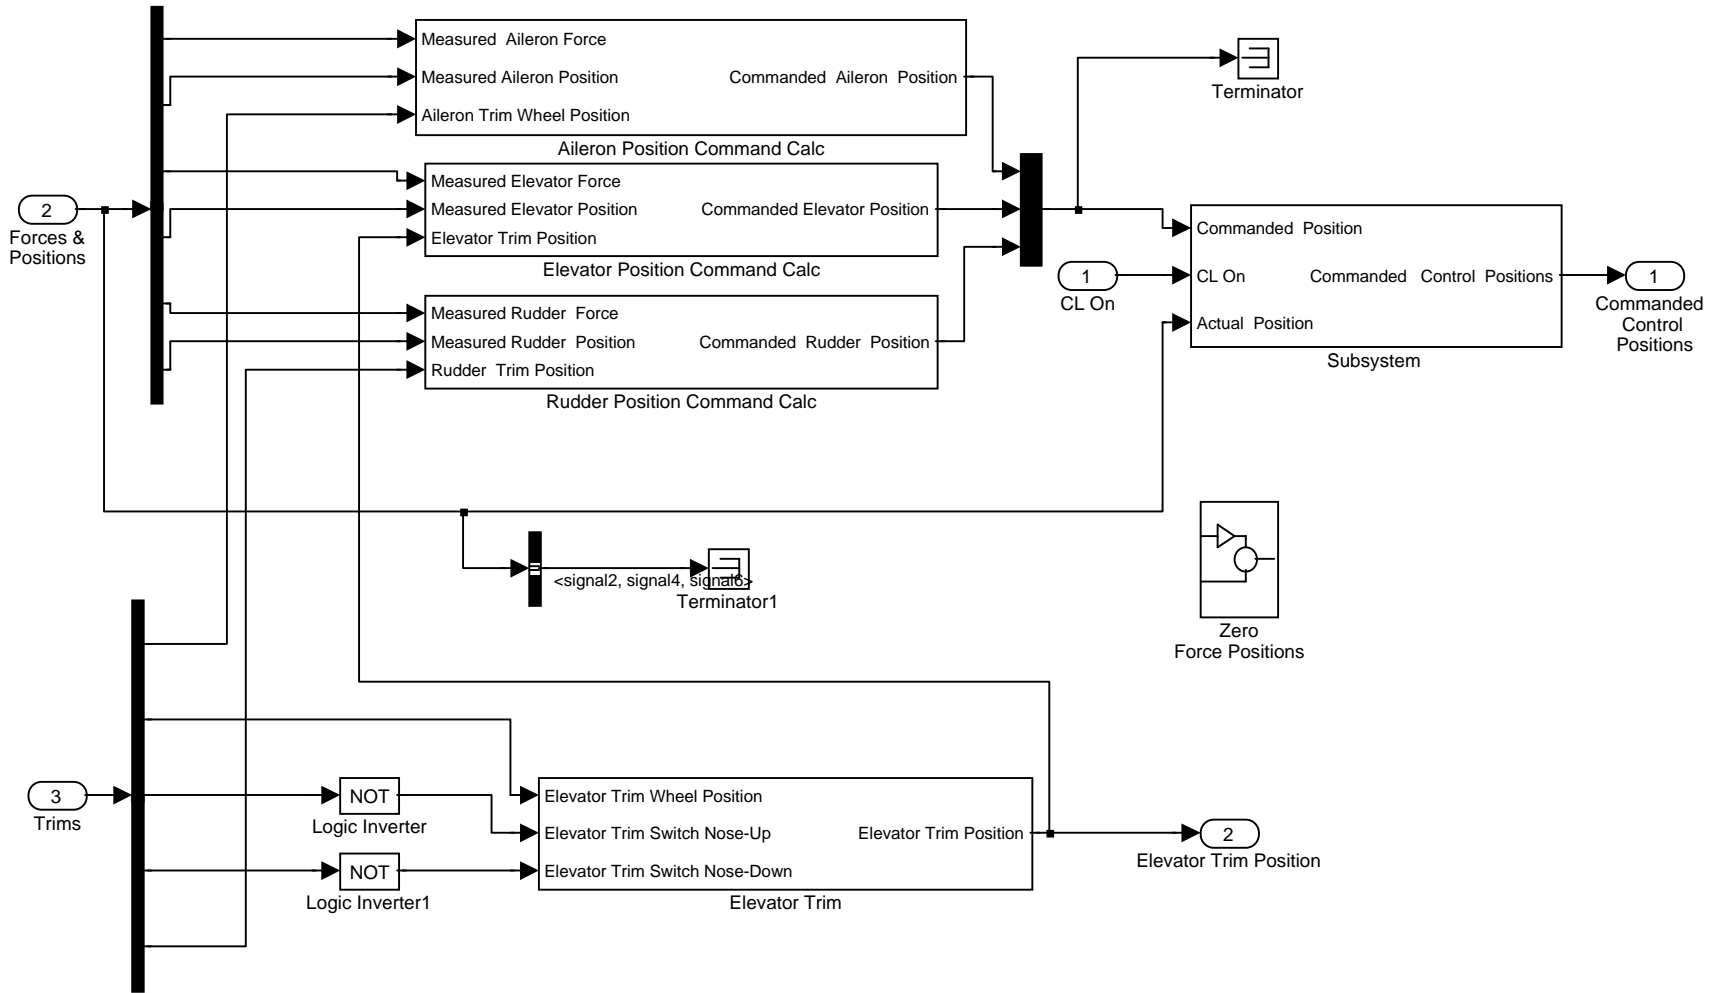 Measured Aileron Force
Measured Aileron Position
Commanded Aileron Position
Aileron Trim Wheel Position
Aileron Position Command Calc
Terminator
Measured Elevator Force
Measured Elevator Position
Commanded Elevator Position
Elevator Trim Position
Elevator Position Command Calc
2
Forces &
Positions
Measured Rudder Force
Measured Rudder Position
Commanded Rudder Position
Rudder Trim Position
Rudder Position Command Calc
1
CL On
Commanded Position
CL On
Commanded Control Positions
Actual Position
Subsystem
1
Commanded
Control
Positions
<signal2, signal4, signal6>
Terminator1
Zero
Force Positions
3
Trims
NOT
Logic Inverter
NOT
Logic Inverter1
Elevator Trim Wheel Position
Elevator Trim Switch Nose-Up
Elevator Trim Position
Elevator Trim Switch Nose-Down
Elevator Trim
2
Elevator Trim Position